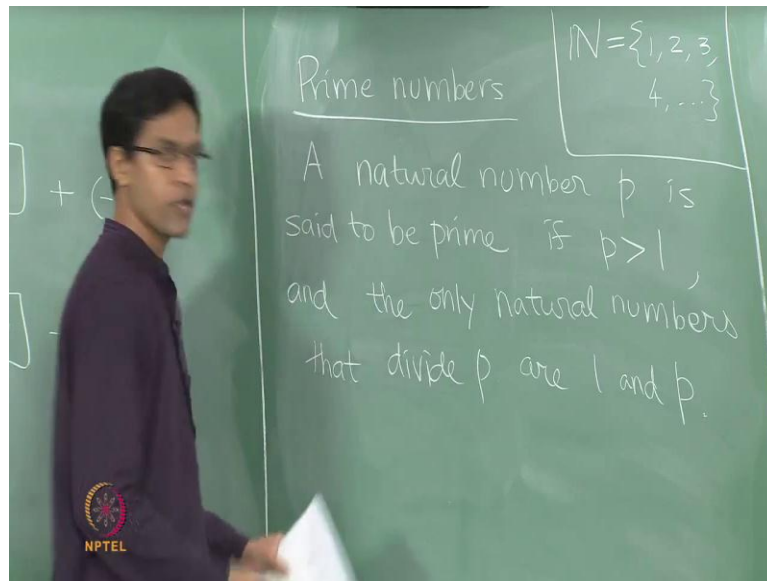 Prime numbers
ℕ = {1, 2, 3,
4, ...}
A natural number p is
said to be prime if p > 1,
and the only natural numbers
that divide p are 1 and p.
+ (-
NPTEL